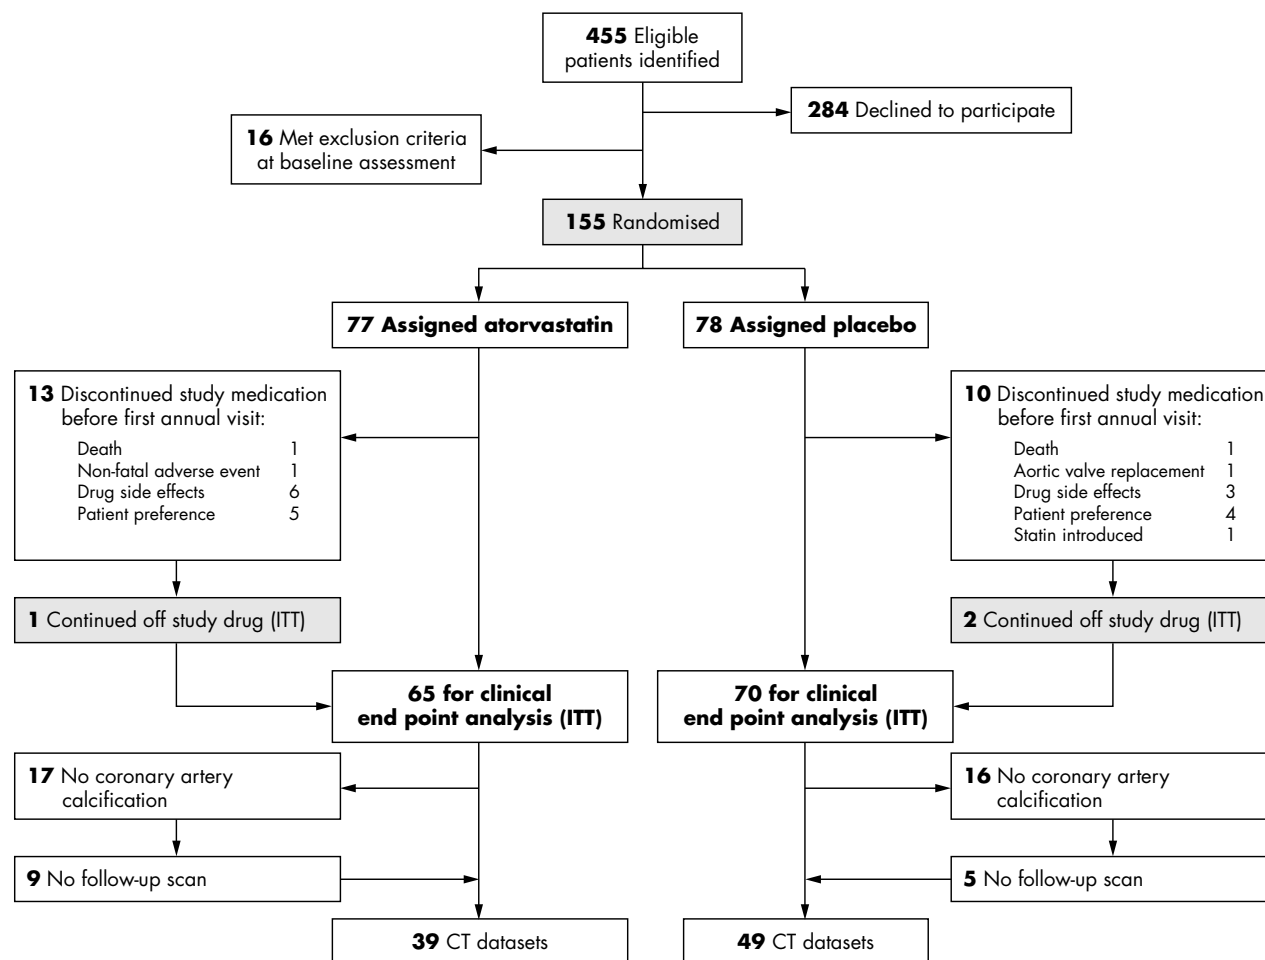 455 Eligible
patients identified
284 Declined to participate
16 Met exclusion criteria
at baseline assessment
155 Randomised
77 Assigned atorvastatin
78 Assigned placebo
13 Discontinued study medication
before first annual visit:
Death 1
Non-fatal adverse event 1
Drug side effects 6
Patient preference 5
10 Discontinued study medication
before first annual visit:
Death 1
Aortic valve replacement 1
Drug side effects 3
Patient preference 4
Statin introduced 1
1 Continued off study drug (ITT)
2 Continued off study drug (ITT)
65 for clinical
end point analysis (ITT)
70 for clinical
end point analysis (ITT)
17 No coronary artery
calcification
16 No coronary artery
calcification
9 No follow-up scan
5 No follow-up scan
39 CT datasets
49 CT datasets